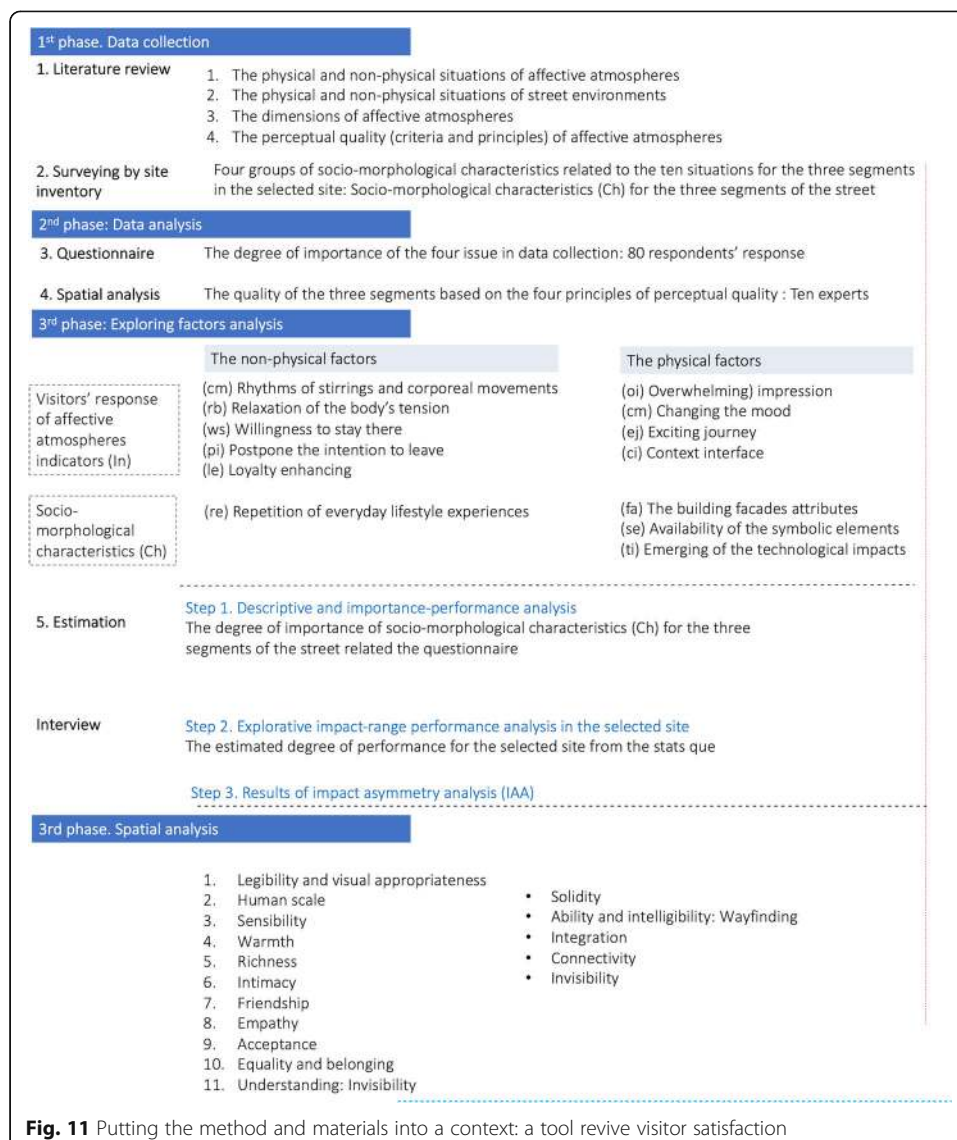 1st phase. Data collection
1. Literature review
1. The physical and non-physical situations of affective atmospheres
2. The physical and non-physical situations of street environments
3. The dimensions of affective atmospheres
4. The perceptual quality (criteria and principles) of affective atmospheres
2. Surveying by site
inventory
Four groups of socio-morphological characteristics related to the ten situations for the three segments
in the selected site: Socio-morphological characteristics (Ch) for the three segments of the street
2nd phase: Data analysis
3. Questionnaire
The degree of importance of the four issue in data collection: 80 respondents' response
4. Spatial analysis
The quality of the three segments based on the four principles of perceptual quality : Ten experts
3rd phase: Exploring factors analysis
The non-physical factors
The physical factors
Visitors' response
of affective
atmospheres
indicators (In)
(cm) Rhythms of stirrings and corporeal movements
(rb) Relaxation of the body's tension
(ws) Willingness to stay there
(pi) Postpone the intention to leave
(le) Loyalty enhancing
(oi) Overwhelming) impression
(cm) Changing the mood
(ej) Exciting journey
(ci) Context interface
Socio-
morphological
characteristics (Ch)
(re) Repetition of everyday lifestyle experiences
(fa) The building facades attributes
(se) Availability of the symbolic elements
(ti) Emerging of the technological impacts
5. Estimation
Step 1. Descriptive and importance-performance analysis
The degree of importance of socio-morphological characteristics (Ch) for the three
segments of the street related the questionnaire
Interview
Step 2. Explorative impact-range performance analysis in the selected site
The estimated degree of performance for the selected site from the stats que
Step 3. Results of impact asymmetry analysis (IAA)
3rd phase. Spatial analysis
1. Legibility and visual appropriateness
2. Human scale
3. Sensibility
4. Warmth
5. Richness
6. Intimacy
7. Friendship
8. Empathy
9. Acceptance
10. Equality and belonging
11. Understanding: Invisibility
• Solidity
• Ability and intelligibility: Wayfinding
• Integration
• Connectivity
• Invisibility
Fig. 11 Putting the method and materials into a context: a tool revive visitor satisfaction